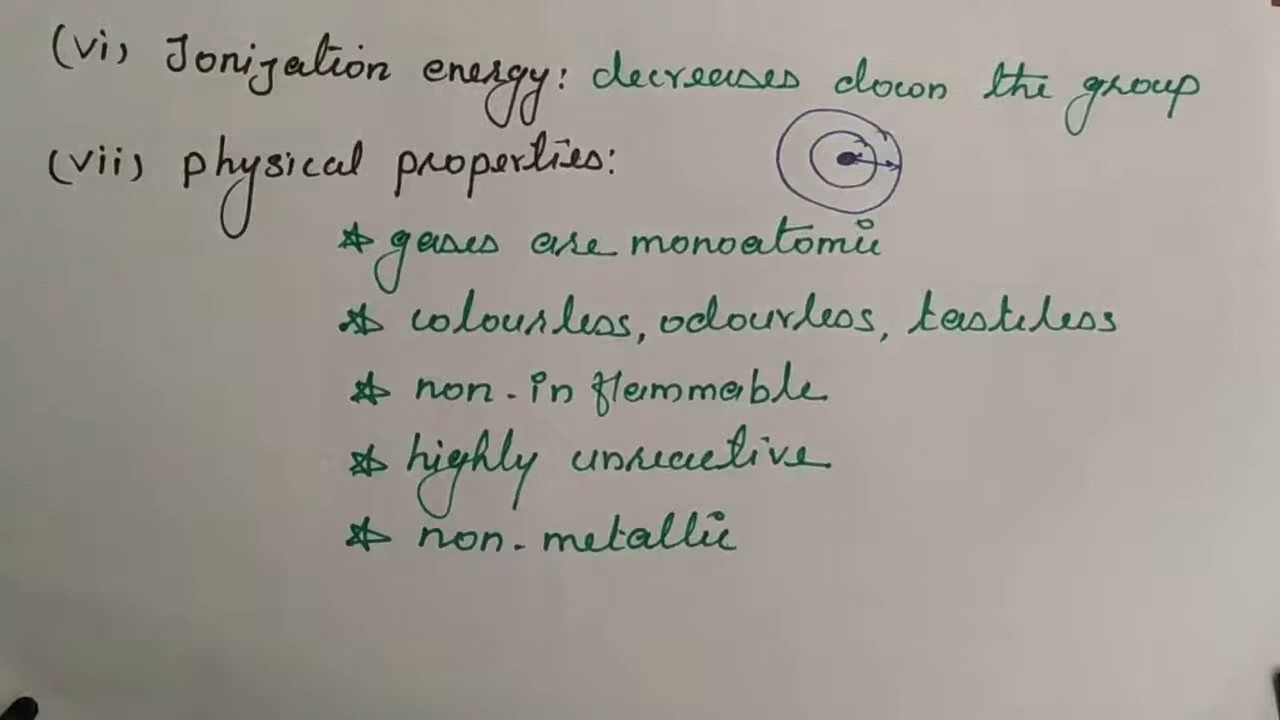 (vi) Ionization energy: decreases down the group
(vii) physical properties:
* gases are monoatomic
* colourless, odourless, tasteless
* non-inflammable
* highly unreactive
* non-metallic